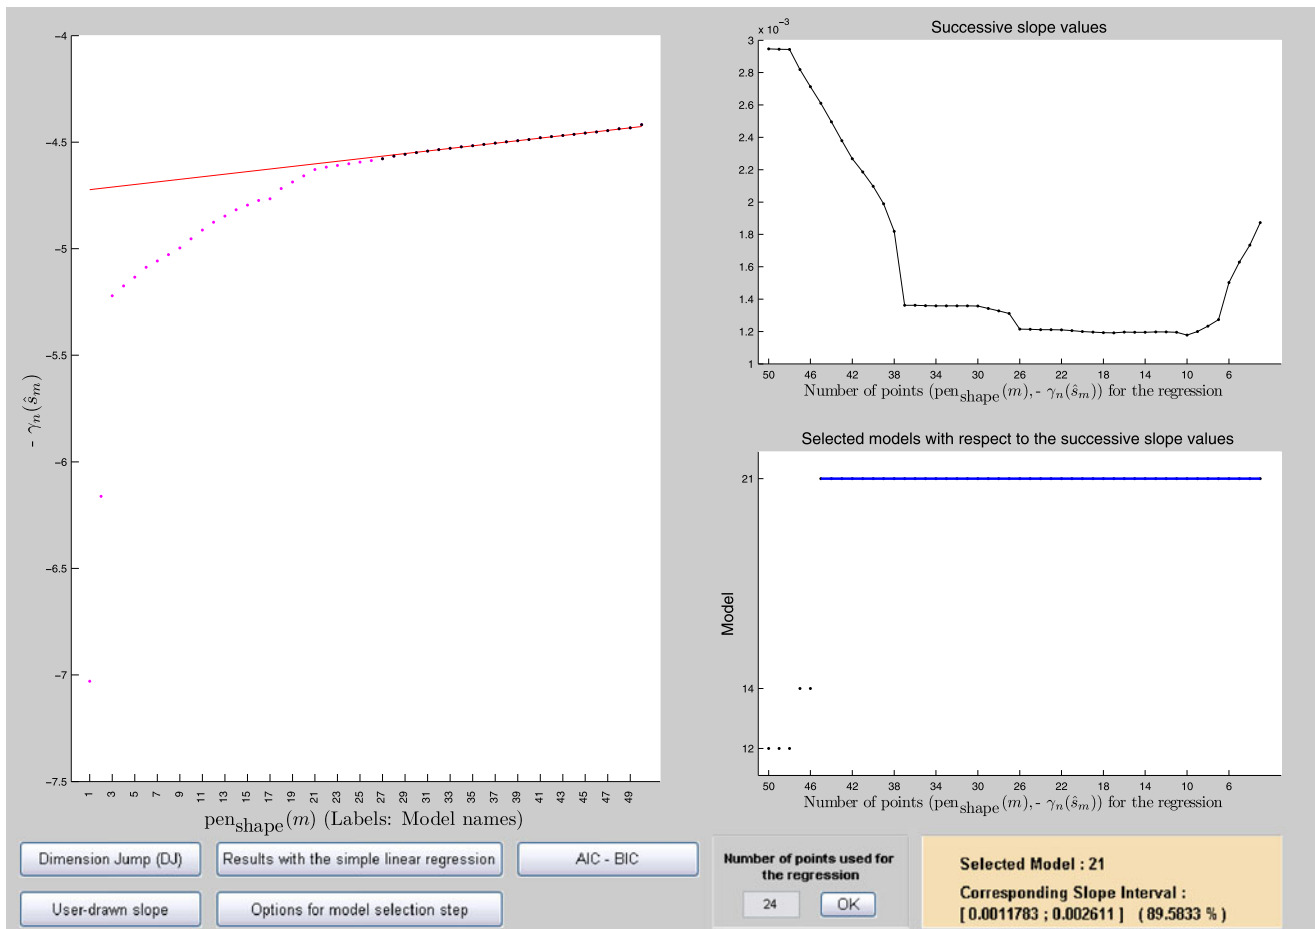 -4
-4.5
-5
-5.5
-6
-6.5
-7
-7.5
- γn(ŝm)
1 3 5 7 9 11 13 15 17 19 21 23 25 27 29 31 33 35 37 39 41 43 45 47 49
penshape(m) (Labels: Model names)
Successive slope values
x 10⁻³
3
2.8
2.6
2.4
2.2
2
1.8
1.6
1.4
1.2
1
50 46 42 38 34 30 26 22 18 14 10 6
Number of points (penshape(m), - γn(ŝm)) for the regression
Selected models with respect to the successive slope values
21
14
12
Model
50 46 42 38 34 30 26 22 18 14 10 6
Number of points (penshape(m), - γn(ŝm)) for the regression
Dimension Jump (DJ)
Results with the simple linear regression
AIC - BIC
User-drawn slope
Options for model selection step
Number of points used for
the regression
24
OK
Selected Model : 21
Corresponding Slope Interval :
[ 0.0011783 ; 0.002611 ] ( 89.5833 % )